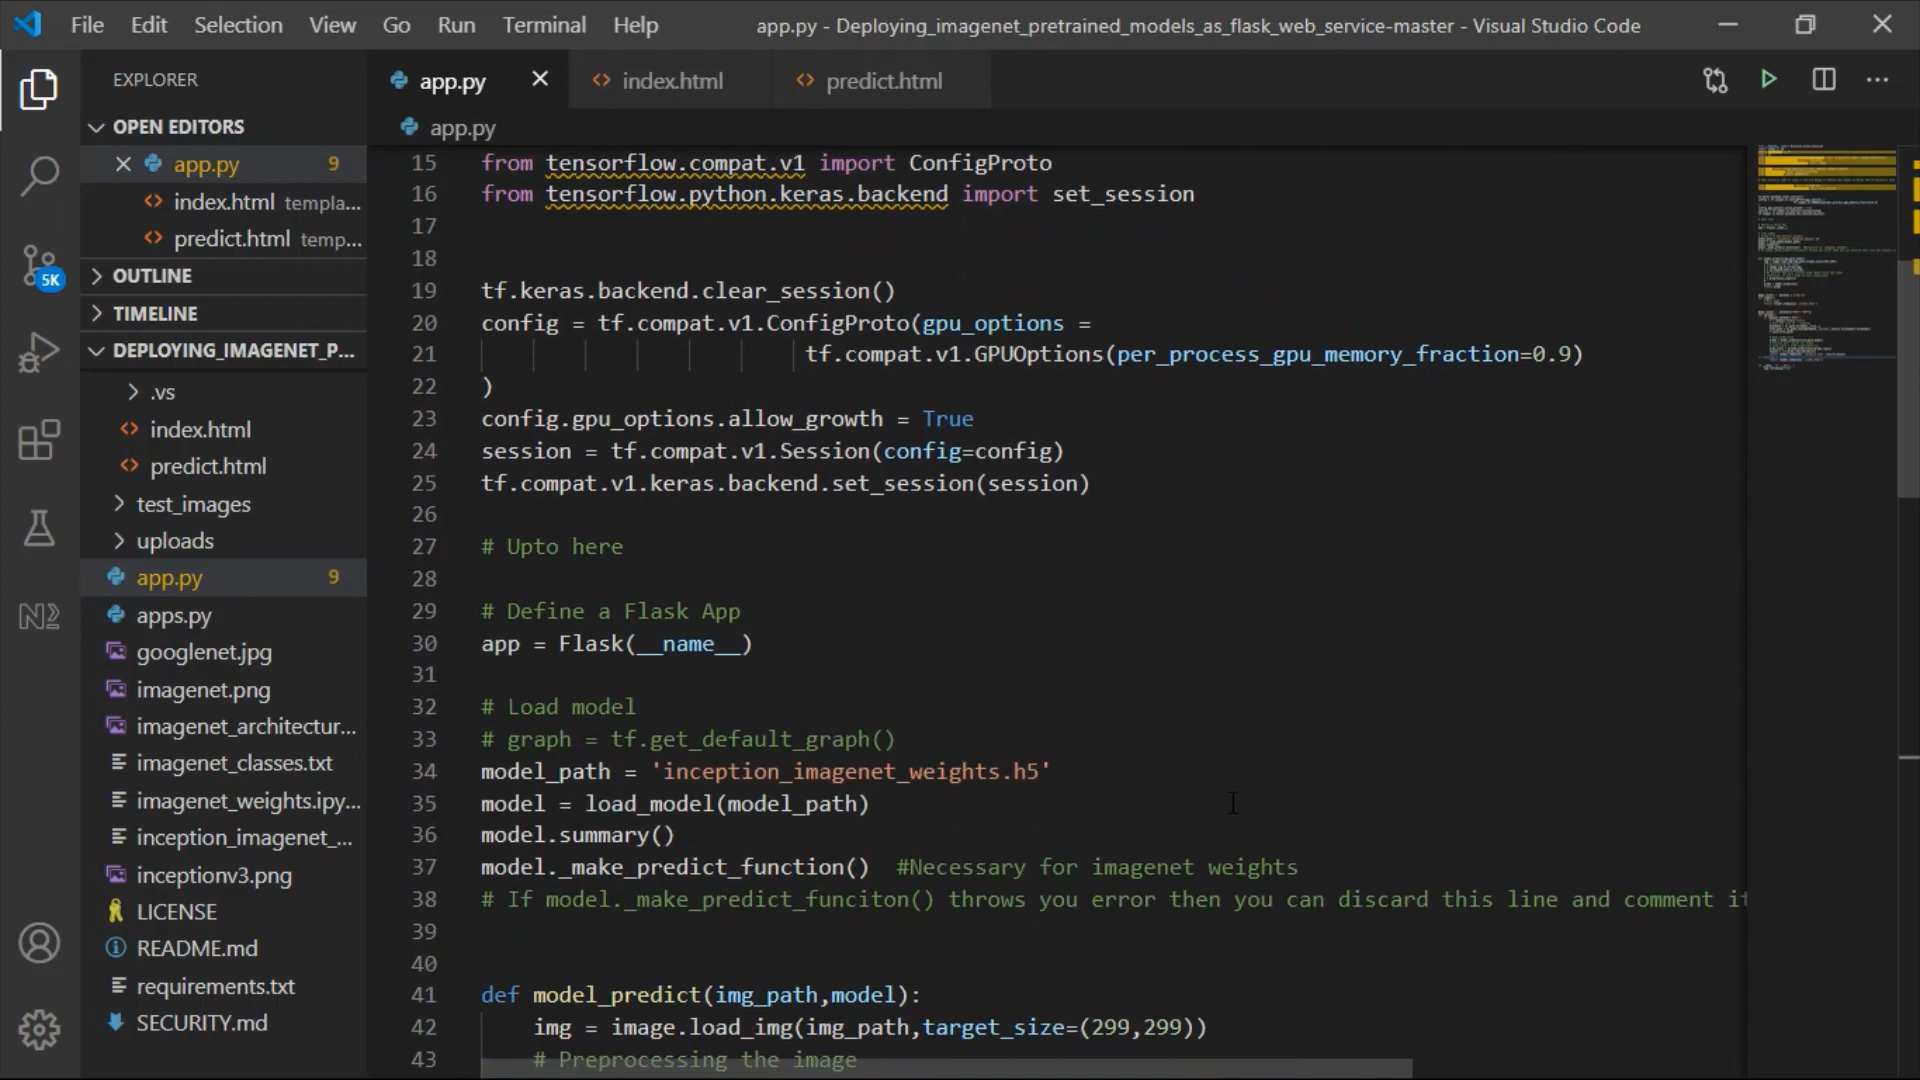 File Edit Selection View Go Run Terminal Help
app.py - Deploying_imagenet_pretrained_models_as_flask_web_service-master - Visual Studio Code
EXPLORER
OPEN EDITORS
app.py 9
index.html templa...
predict.html temp...
OUTLINE
TIMELINE
DEPLOYING_IMAGENET_P...
.vs
index.html
predict.html
test_images
uploads
app.py 9
apps.py
googlenet.jpg
imagenet.png
imagenet_architectur...
imagenet_classes.txt
imagenet_weights.ipy...
inception_imagenet_...
inceptionv3.png
LICENSE
README.md
requirements.txt
SECURITY.md
5K
app.py index.html predict.html
app.py
15 from tensorflow.compat.v1 import ConfigProto
16 from tensorflow.python.keras.backend import set_session
17
18
19 tf.keras.backend.clear_session()
20 config = tf.compat.v1.ConfigProto(gpu_options =
21 tf.compat.v1.GPUOptions(per_process_gpu_memory_fraction=0.9)
22 )
23 config.gpu_options.allow_growth = True
24 session = tf.compat.v1.Session(config=config)
25 tf.compat.v1.keras.backend.set_session(session)
26
27 # Upto here
28
29 # Define a Flask App
30 app = Flask(__name__)
31
32 # Load model
33 # graph = tf.get_default_graph()
34 model_path = 'inception_imagenet_weights.h5'
35 model = load_model(model_path)
36 model.summary()
37 model._make_predict_function() #Necessary for imagenet weights
38 # If model._make_predict_funciton() throws you error then you can discard this line and comment it
39
40
41 def model_predict(img_path,model):
42 img = image.load_img(img_path,target_size=(299,299))
43 # Preprocessing the image